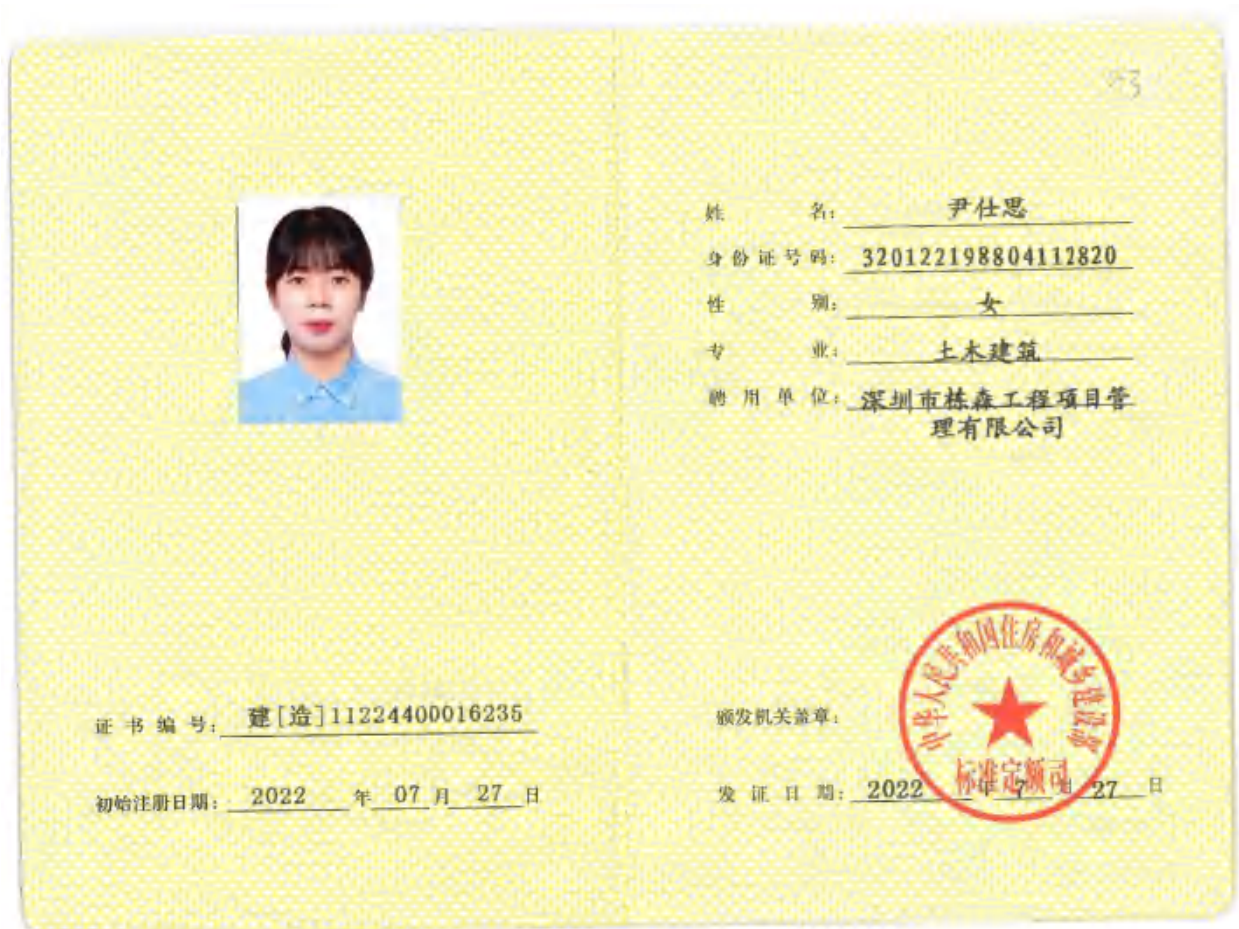 姓名: 尹仕思
身份证号码: 320122198804112820
性别: 女
专业: 土木建筑
聘用单位: 深圳市栋森工程项目管
理有限公司
证书编号: 建[造]11224400016235
初始注册日期: 2022 年 07 月 27 日
颁发机关盖章:
中华人民共和国住房和城乡建设部
标准定额司
发证日期: 2022 年 7 月 27 日